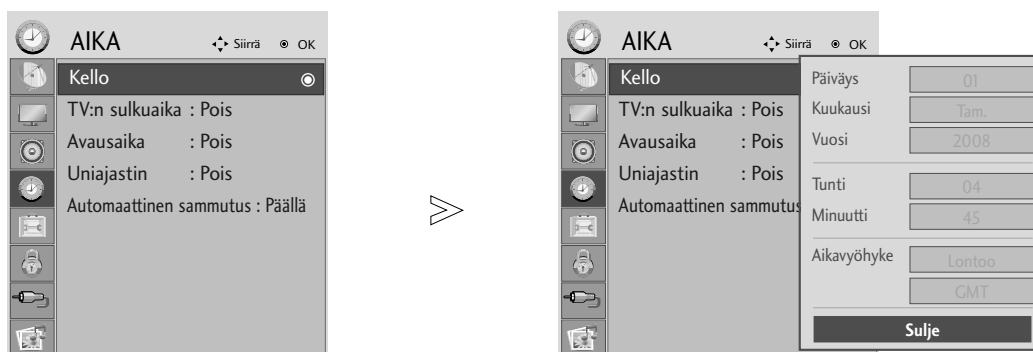 AIKA Siirrä OK
Kello
TV:n sulkuaika : Pois
Avausaika : Pois
Uniajastin : Pois
Automaattinen sammutus : Päällä
AIKA Siirrä OK
Kello
TV:n sulkuaika : Pois
Avausaika : Pois
Uniajastin : Pois
Automaattinen sammutus
Päiväys 01
Kuukausi Tam.
Vuosi 2008
Tunti 04
Minuutti 45
Aikavyöhyke Lontoo
GMT
Sulje